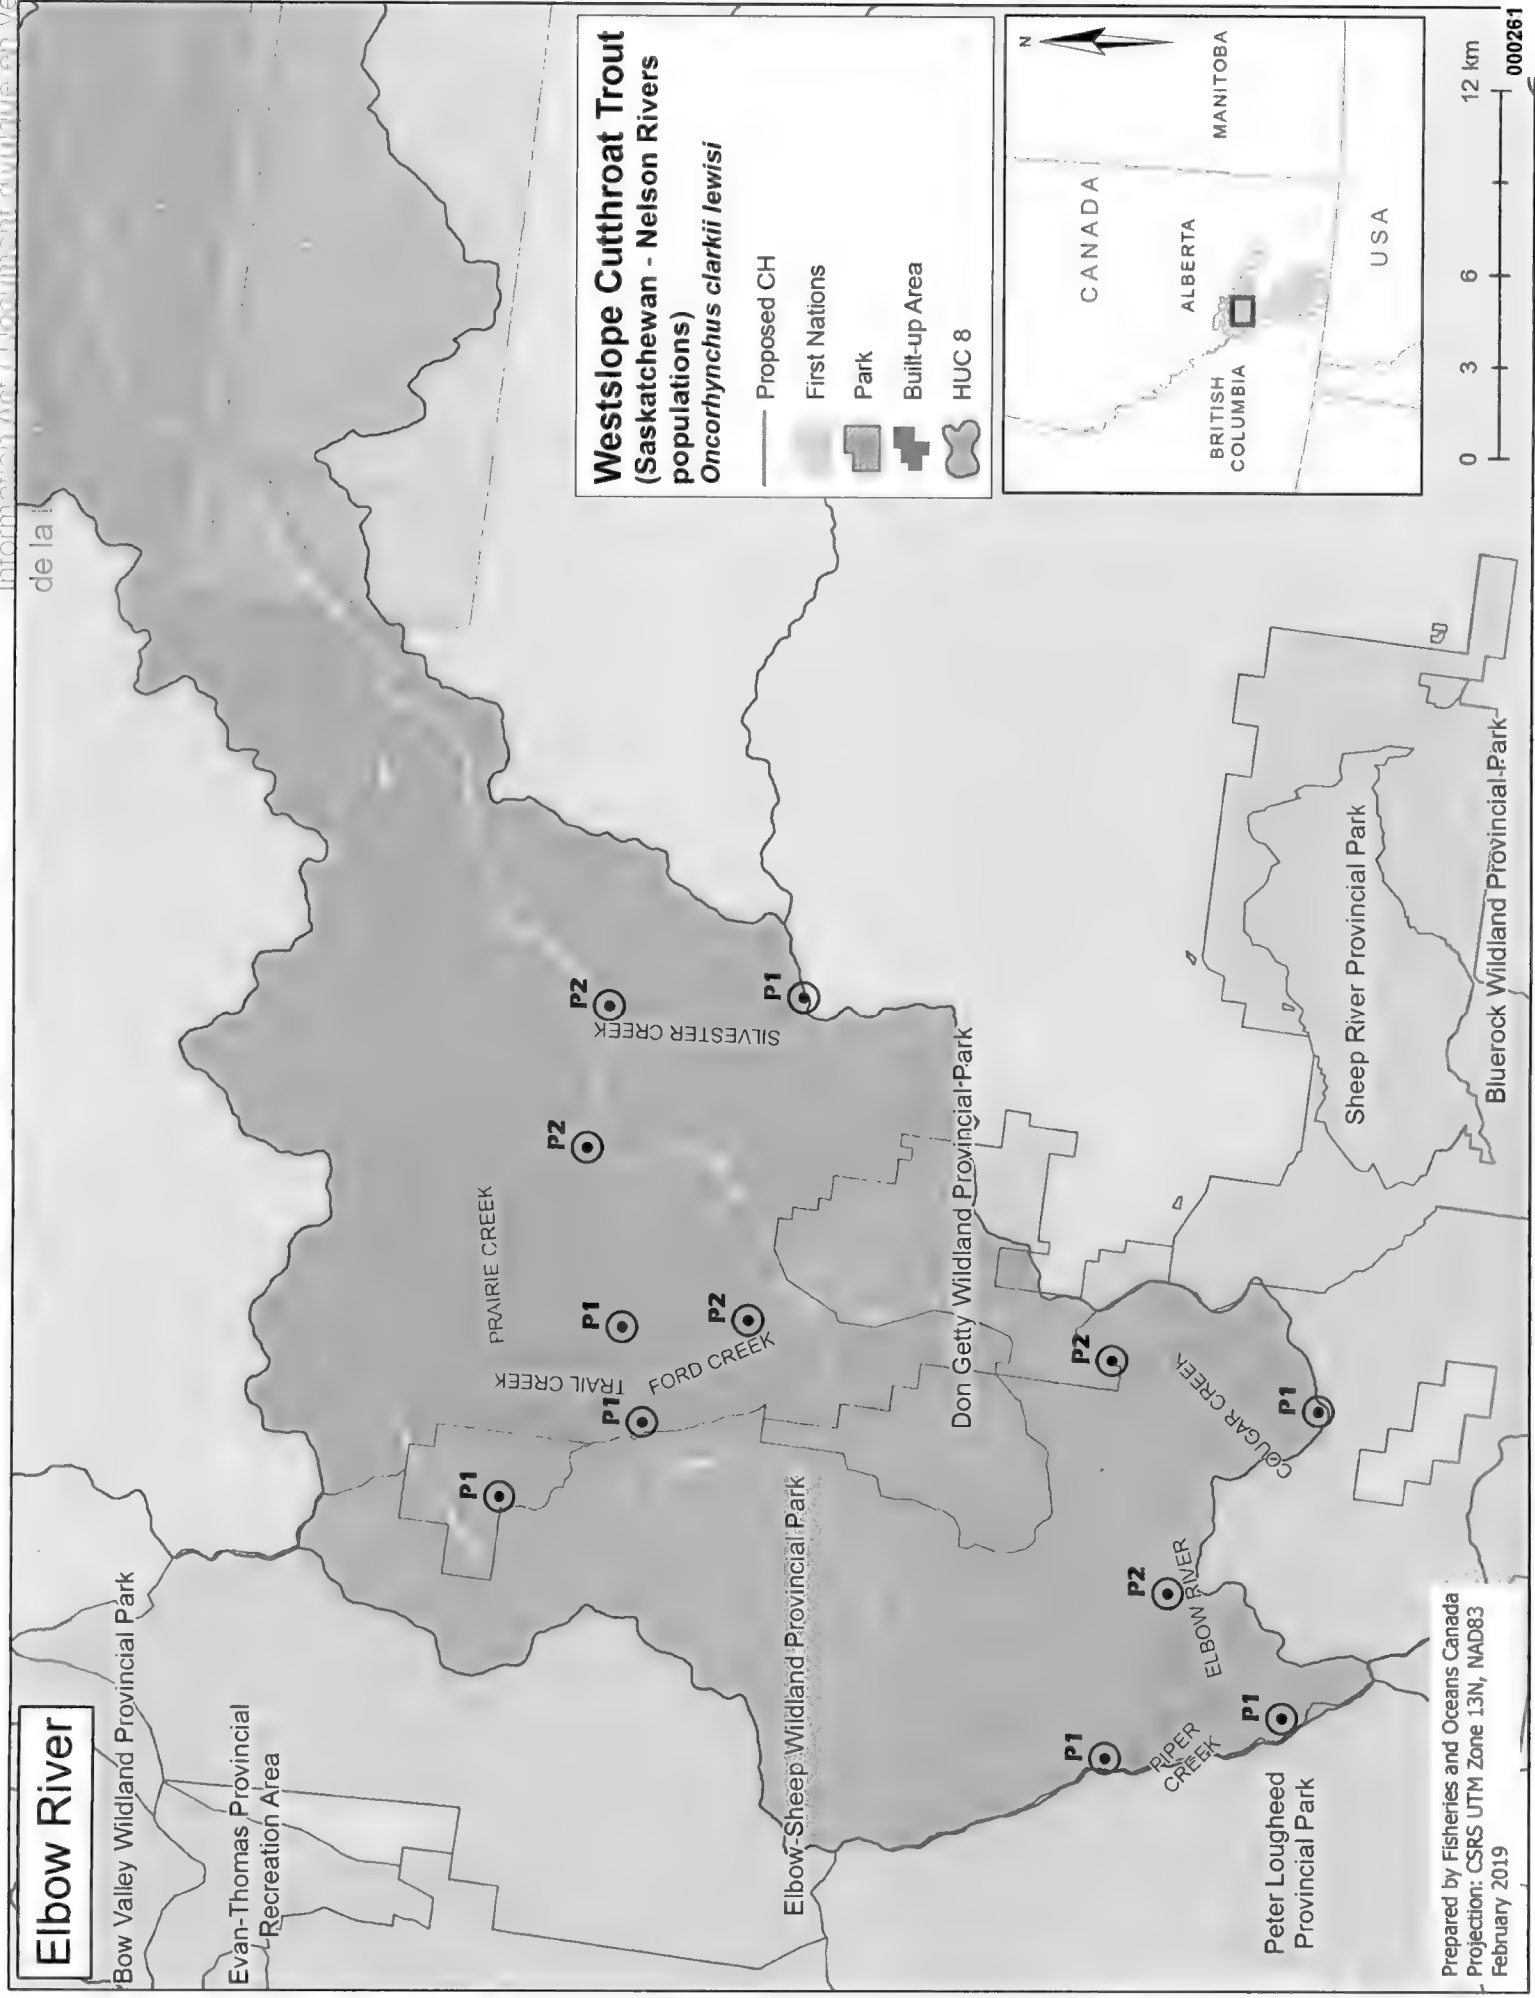 Elbow River
Bow Valley Wildland Provincial Park
Evan-Thomas Provincial
Recreation Area
de la
P1
PRAIRIE CREEK
TRAIL CREEK
P1
P1
P2
P2
SILVESTER CREEK
FORD CREEK
P2
P1
Elbow-Sheep Wildland Provincial Park
Don Getty Wildland Provincial Park
P1
PIPER
CREEK
P1
P2
ELBOW RIVER
P2
COUGAR CREEK
P1
Peter Lougheed
Provincial Park
Sheep River Provincial Park
Bluerock Wildland Provincial Park
Westslope Cutthroat Trout
(Saskatchewan - Nelson Rivers
populations)
Oncorhynchus clarkii lewisi
Proposed CH
First Nations
Park
Built-up Area
HUC 8
N
CANADA
BRITISH
COLUMBIA
ALBERTA
MANITOBA
USA
0 3 6 12 km
Prepared by Fisheries and Oceans Canada
Projection: CSRS UTM Zone 13N, NAD83
February 2019
000261